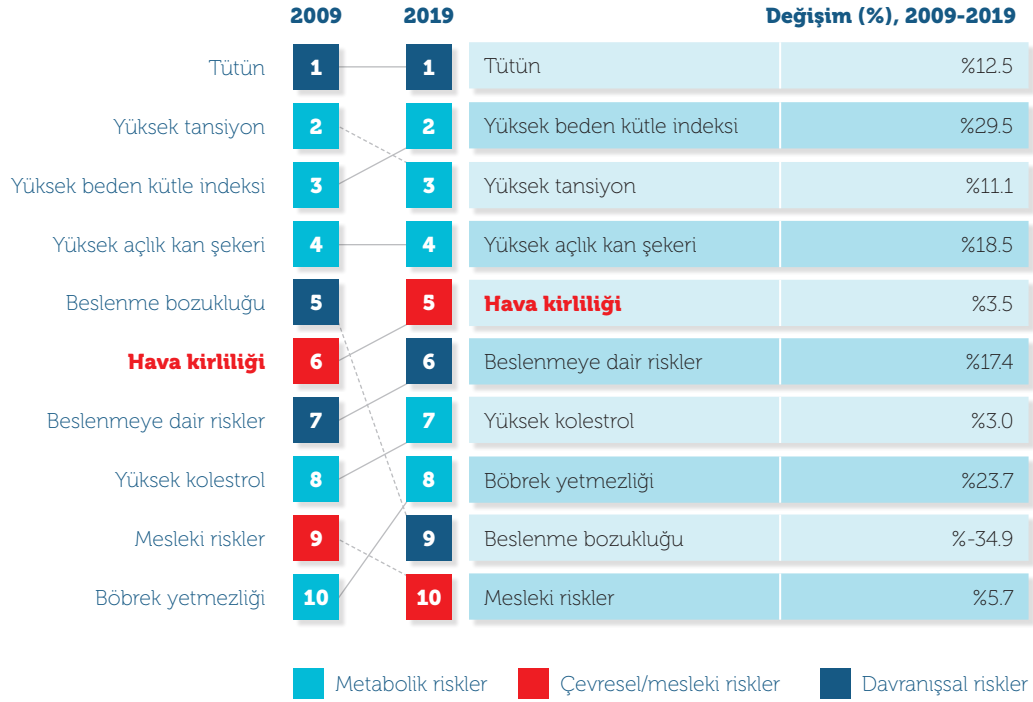 2009 2019 Değişim (%), 2009-2019
Tütün 1 1 Tütün %12.5
Yüksek tansiyon 2 2 Yüksek beden kütle indeksi %29.5
Yüksek beden kütle indeksi 3 3 Yüksek tansiyon %11.1
Yüksek açlık kan şekeri 4 4 Yüksek açlık kan şekeri %18.5
Beslenme bozukluğu 5 5 Hava kirliliği %3.5
Hava kirliliği 6 6 Beslenmeye dair riskler %17.4
Beslenmeye dair riskler 7 7 Yüksek kolestrol %3.0
Yüksek kolestrol 8 8 Böbrek yetmezliği %23.7
Mesleki riskler 9 9 Beslenme bozukluğu %-34.9
Böbrek yetmezliği 10 10 Mesleki riskler %5.7
Metabolik riskler Çevresel/mesleki riskler Davranışsal riskler